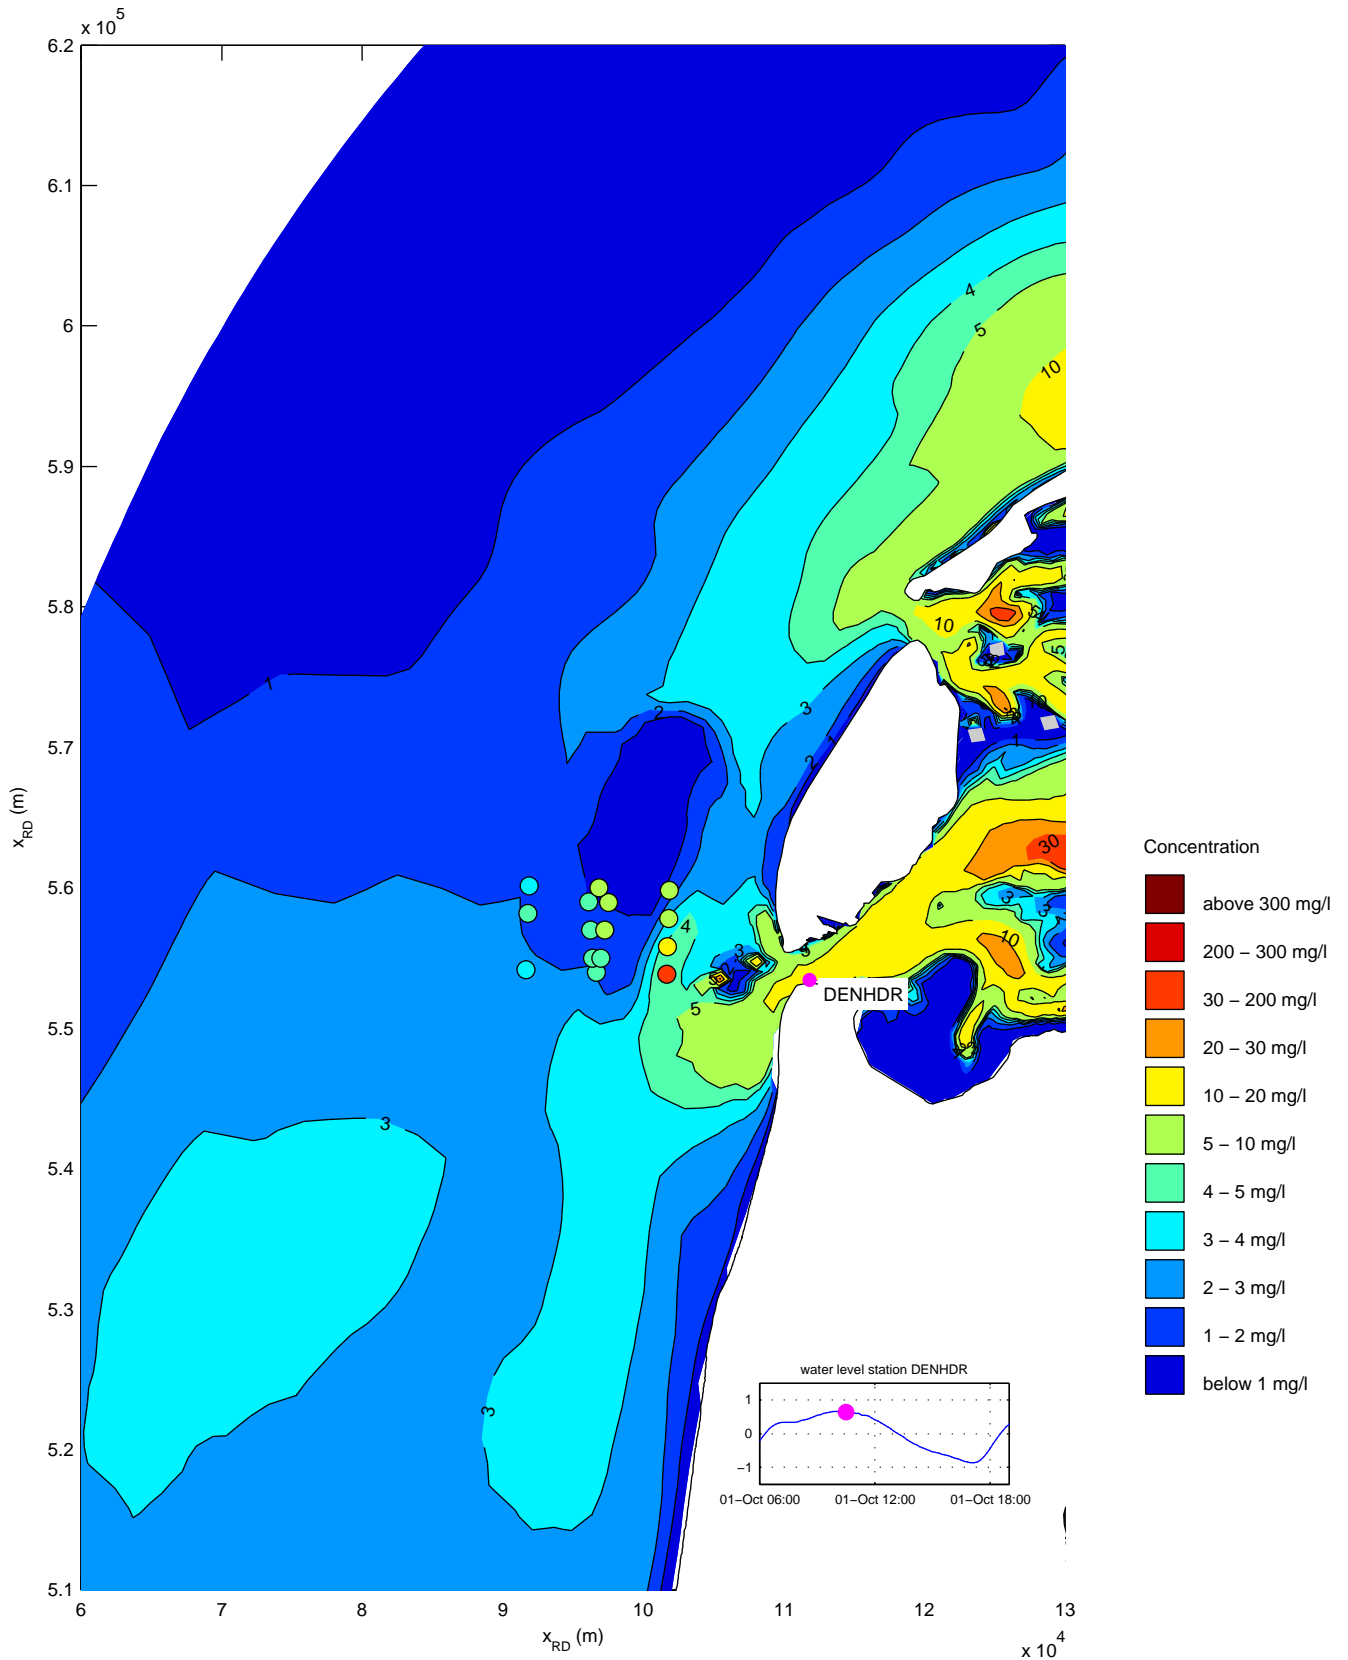 x 10^5
6.2
6.1
6
5.9
5.8
5.7
5.6
5.5
5.4
5.3
5.2
5.1
x_RD (m)
6 7 8 9 10 11 12 13
x_RD (m)
x 10^4
4
5
10
10
1
2
3
1
2
5
10
1
30
3
3
10
4
3
2
5
5
3
3
DENHDR
water level station DENHDR
1
0
−1
01−Oct 06:00 01−Oct 12:00 01−Oct 18:00
Concentration
above 300 mg/l
200 − 300 mg/l
30 − 200 mg/l
20 − 30 mg/l
10 − 20 mg/l
5 − 10 mg/l
4 − 5 mg/l
3 − 4 mg/l
2 − 3 mg/l
1 − 2 mg/l
below 1 mg/l